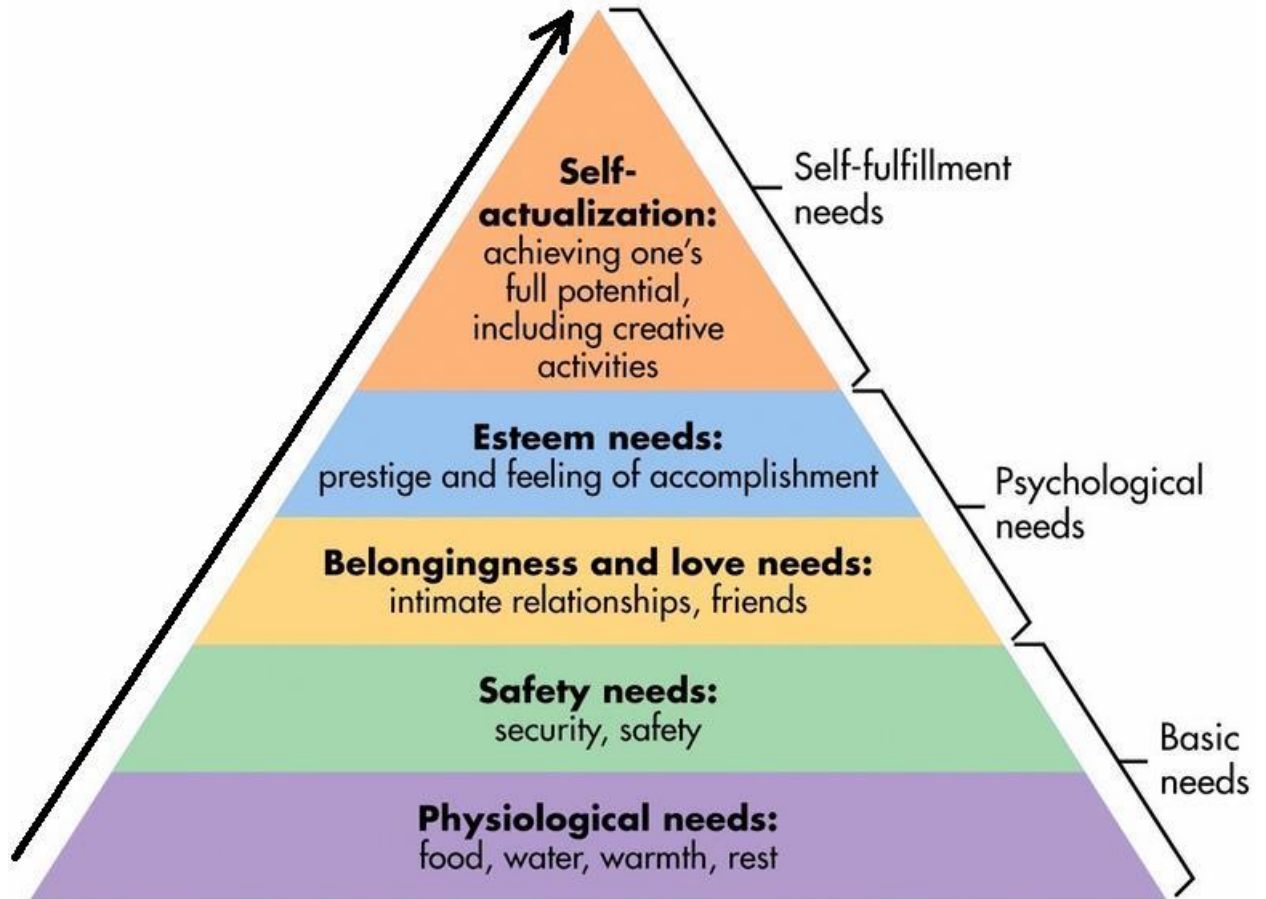 Self-
actualization:
achieving one's
full potential,
including creative
activities
Self-fulfillment
needs
Esteem needs:
prestige and feeling of accomplishment
Psychological
needs
Belongingness and love needs:
intimate relationships, friends
Safety needs:
security, safety
Basic
needs
Physiological needs:
food, water, warmth, rest